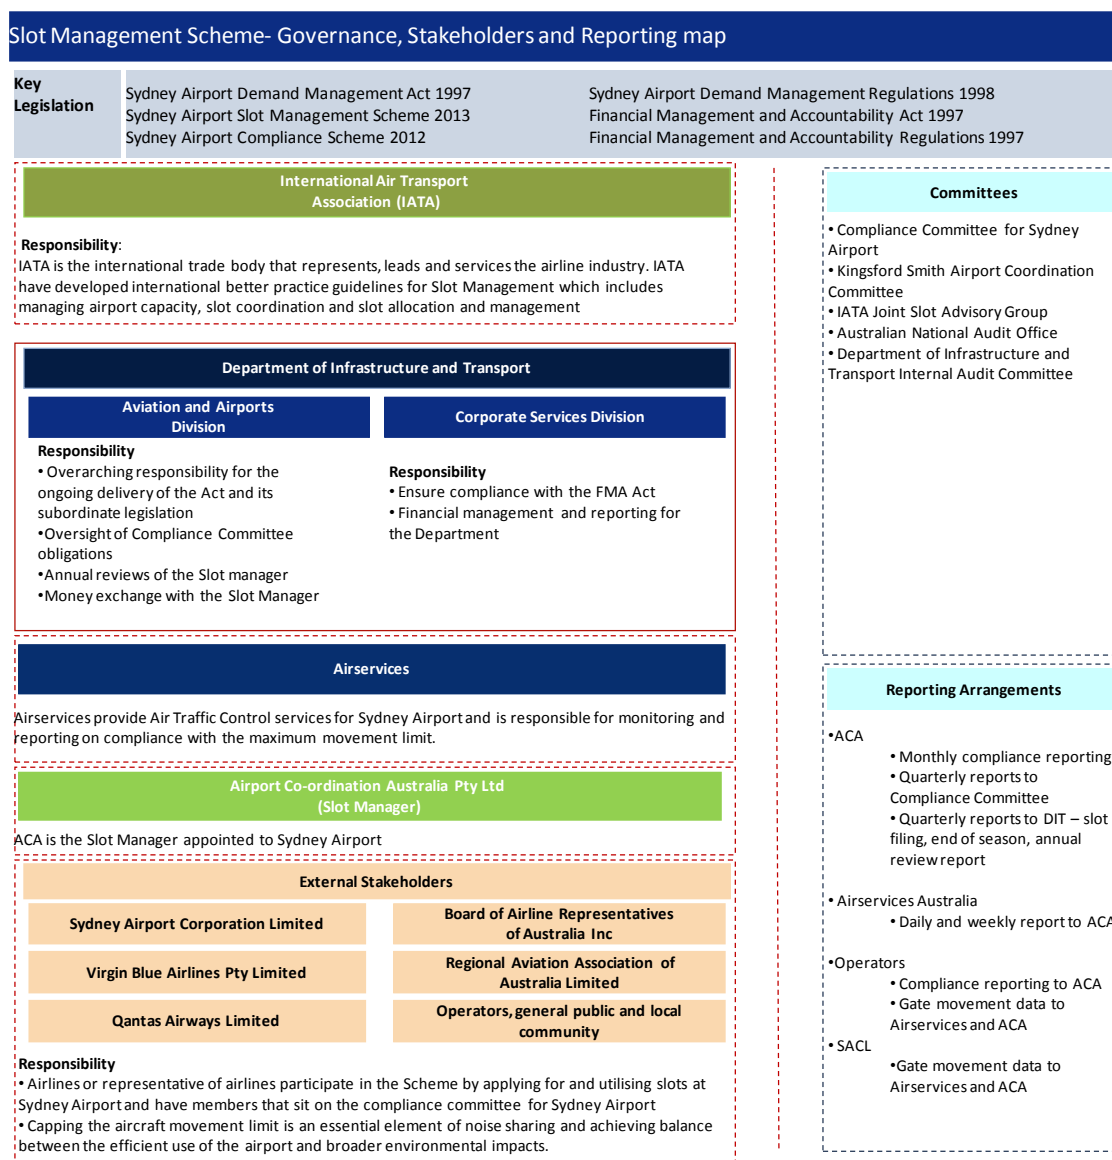 Slot Management Scheme- Governance, Stakeholders and Reporting map
Key
Legislation
Sydney Airport Demand Management Act 1997
Sydney Airport Slot Management Scheme 2013
Sydney Airport Compliance Scheme 2012
Sydney Airport Demand Management Regulations 1998
Financial Management and Accountability Act 1997
Financial Management and Accountability Regulations 1997
International Air Transport
Association (IATA)
Responsibility:
IATA is the international trade body that represents, leads and services the airline industry. IATA
have developed international better practice guidelines for Slot Management which includes
managing airport capacity, slot coordination and slot allocation and management
Department of Infrastructure and Transport
Aviation and Airports
Division
Responsibility
• Overarching responsibility for the
ongoing delivery of the Act and its
subordinate legislation
•Oversight of Compliance Committee
obligations
•Annual reviews of the Slot manager
•Money exchange with the Slot Manager
Corporate Services Division
Responsibility
• Ensure compliance with the FMA Act
• Financial management and reporting for
the Department
Airservices
Airservices provide Air Traffic Control services for Sydney Airport and is responsible for monitoring and
reporting on compliance with the maximum movement limit.
Airport Co-ordination Australia Pty Ltd
(Slot Manager)
ACA is the Slot Manager appointed to Sydney Airport
External Stakeholders
Sydney Airport Corporation Limited
Board of Airline Representatives
of Australia Inc
Virgin Blue Airlines Pty Limited
Regional Aviation Association of
Australia Limited
Qantas Airways Limited
Operators, general public and local
community
Responsibility
• Airlines or representative of airlines participate in the Scheme by applying for and utilising slots at
Sydney Airport and have members that sit on the compliance committee for Sydney Airport
• Capping the aircraft movement limit is an essential element of noise sharing and achieving balance
between the efficient use of the airport and broader environmental impacts.
Committees
• Compliance Committee for Sydney
Airport
• Kingsford Smith Airport Coordination
Committee
• IATA Joint Slot Advisory Group
• Australian National Audit Office
• Department of Infrastructure and
Transport Internal Audit Committee
Reporting Arrangements
•ACA
• Monthly compliance reporting
• Quarterly reports to
Compliance Committee
• Quarterly reports to DIT – slot
filing, end of season, annual
review report
• Airservices Australia
• Daily and weekly report to ACA
•Operators
• Compliance reporting to ACA
• Gate movement data to
Airservices and ACA
• SACL
•Gate movement data to
Airservices and ACA